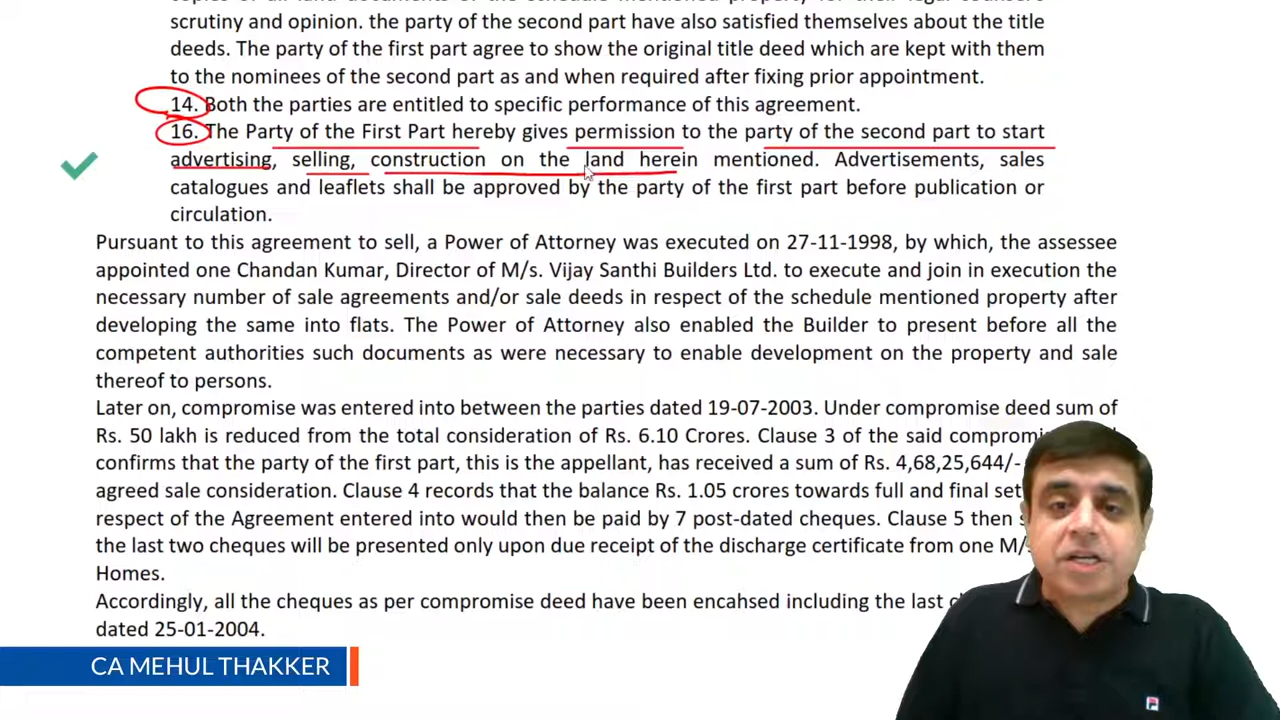 scrutiny and opinion. the party of the second part have also satisfied themselves about the title
deeds. The party of the first part agree to show the original title deed which are kept with them
to the nominees of the second part as and when required after fixing prior appointment.
14. Both the parties are entitled to specific performance of this agreement.
16. The Party of the First Part hereby gives permission to the party of the second part to start
advertising, selling, construction on the land herein mentioned. Advertisements, sales
catalogues and leaflets shall be approved by the party of the first part before publication or
circulation.
Pursuant to this agreement to sell, a Power of Attorney was executed on 27-11-1998, by which, the assessee
appointed one Chandan Kumar, Director of M/s. Vijay Santhi Builders Ltd. to execute and join in execution the
necessary number of sale agreements and/or sale deeds in respect of the schedule mentioned property after
developing the same into flats. The Power of Attorney also enabled the Builder to present before all the
competent authorities such documents as were necessary to enable development on the property and sale
thereof to persons.
Later on, compromise was entered into between the parties dated 19-07-2003. Under compromise deed sum of
Rs. 50 lakh is reduced from the total consideration of Rs. 6.10 Crores. Clause 3 of the said
confirms that the party of the first part, this is the appellant, has received a sum of Rs. 4,68,25,644/-
agreed sale consideration. Clause 4 records that the balance Rs. 1.05 crores towards full and final
respect of the Agreement entered into would then be paid by 7 post-dated cheques. Clause 5 then
the last two cheques will be presented only upon due receipt of the discharge certificate from one
Homes.
Accordingly, all the cheques as per compromise deed have been encahsed including the last
dated 25-01-2004.
CA MEHUL THAKKER